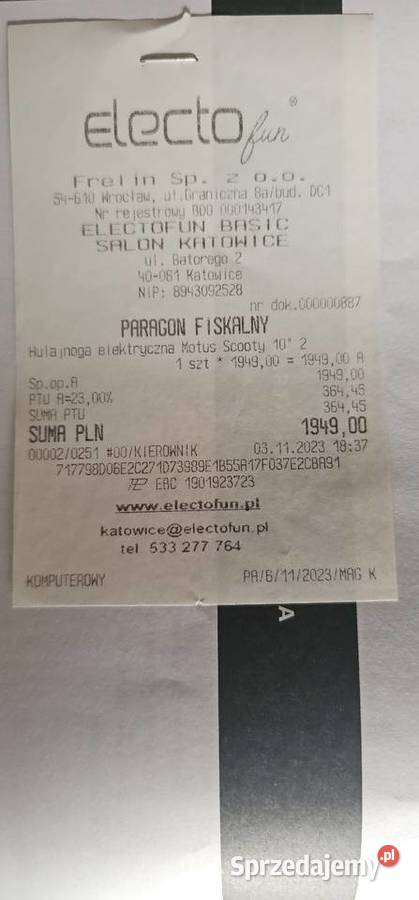 electofun®
Frelin Sp. z o.o.
54-610 Wrocław, ul.Graniczna 8a/bud. DC1
Nr rejestrowy BDO 000143417
ELECTOFUN BASIC
SALON KATOWICE
ul. Batorego 2
40-061 Katowice
NIP: 8943092528
nr dok.000000887
PARAGON FISKALNY
Hulajnoga elektryczna Motus Scooty 10" 2
1 szt * 1949,00 = 1949,00 A
Sp.op.A 1949,00
PTU A=23,00% 364,45
SUMA PTU 364,45
SUMA PLN 1949,00
00002/0251 #00/KIEROWNIK 03.11.2023 18:37
717798D06E2C271D73989E1B55A17F037E2CBA91
EBC 1901923723
www.electofun.pl
katowice@electofun.pl
tel 533 277 764
KOMPUTEROWY PA/6/11/2023/MAG K
A
Sprzedajemy.pl